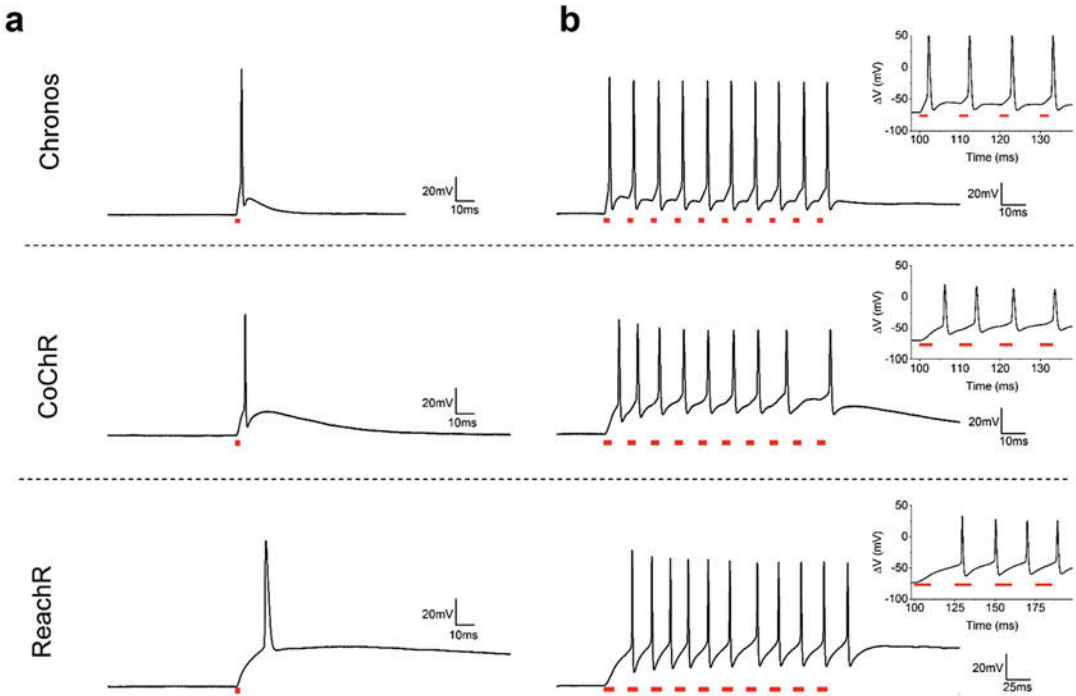 a
b
Chronos
20mV
10ms
20mV
10ms
ΔV (mV)
50
0
-50
-100
100 110 120 130
Time (ms)
CoChR
20mV
10ms
20mV
10ms
ΔV (mV)
50
0
-50
-100
100 110 120 130
Time (ms)
ReachR
20mV
10ms
20mV
25ms
ΔV (mV)
50
0
-50
-100
100 125 150 175
Time (ms)